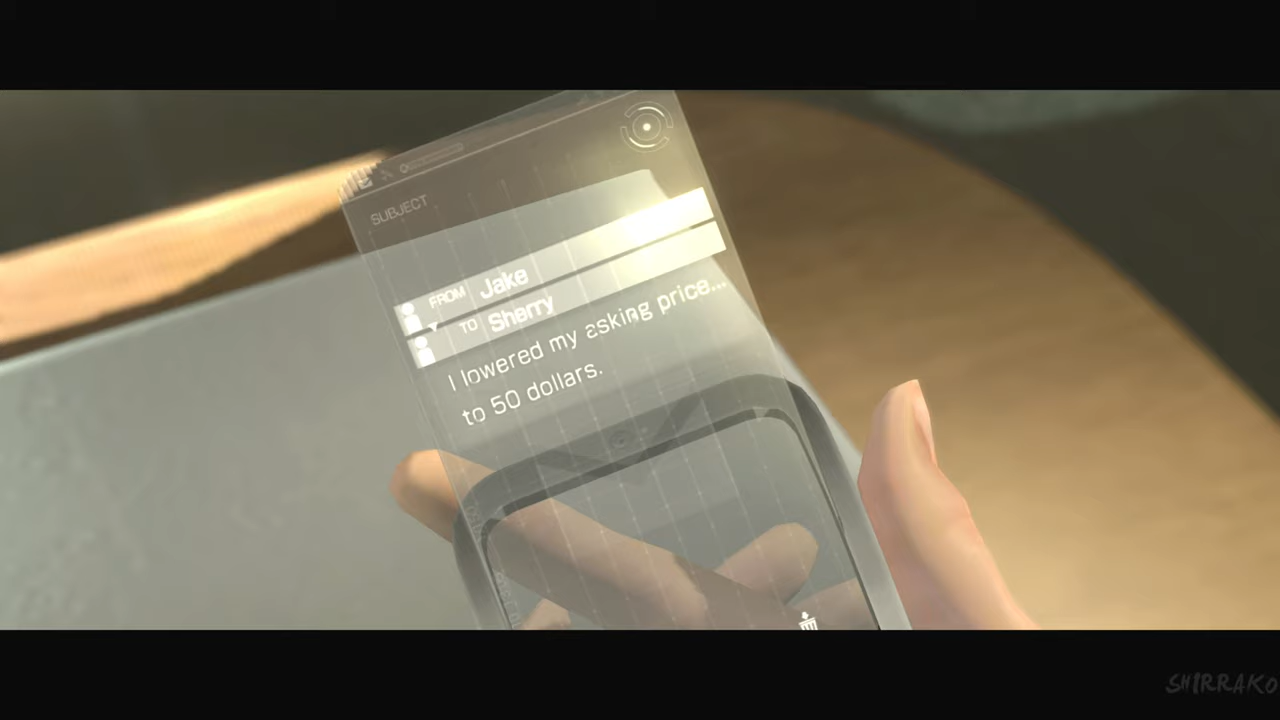 SUBJECT
FROM Jake
TO Sherry
I lowered my asking price...
to 50 dollars.
SHIRRAKO